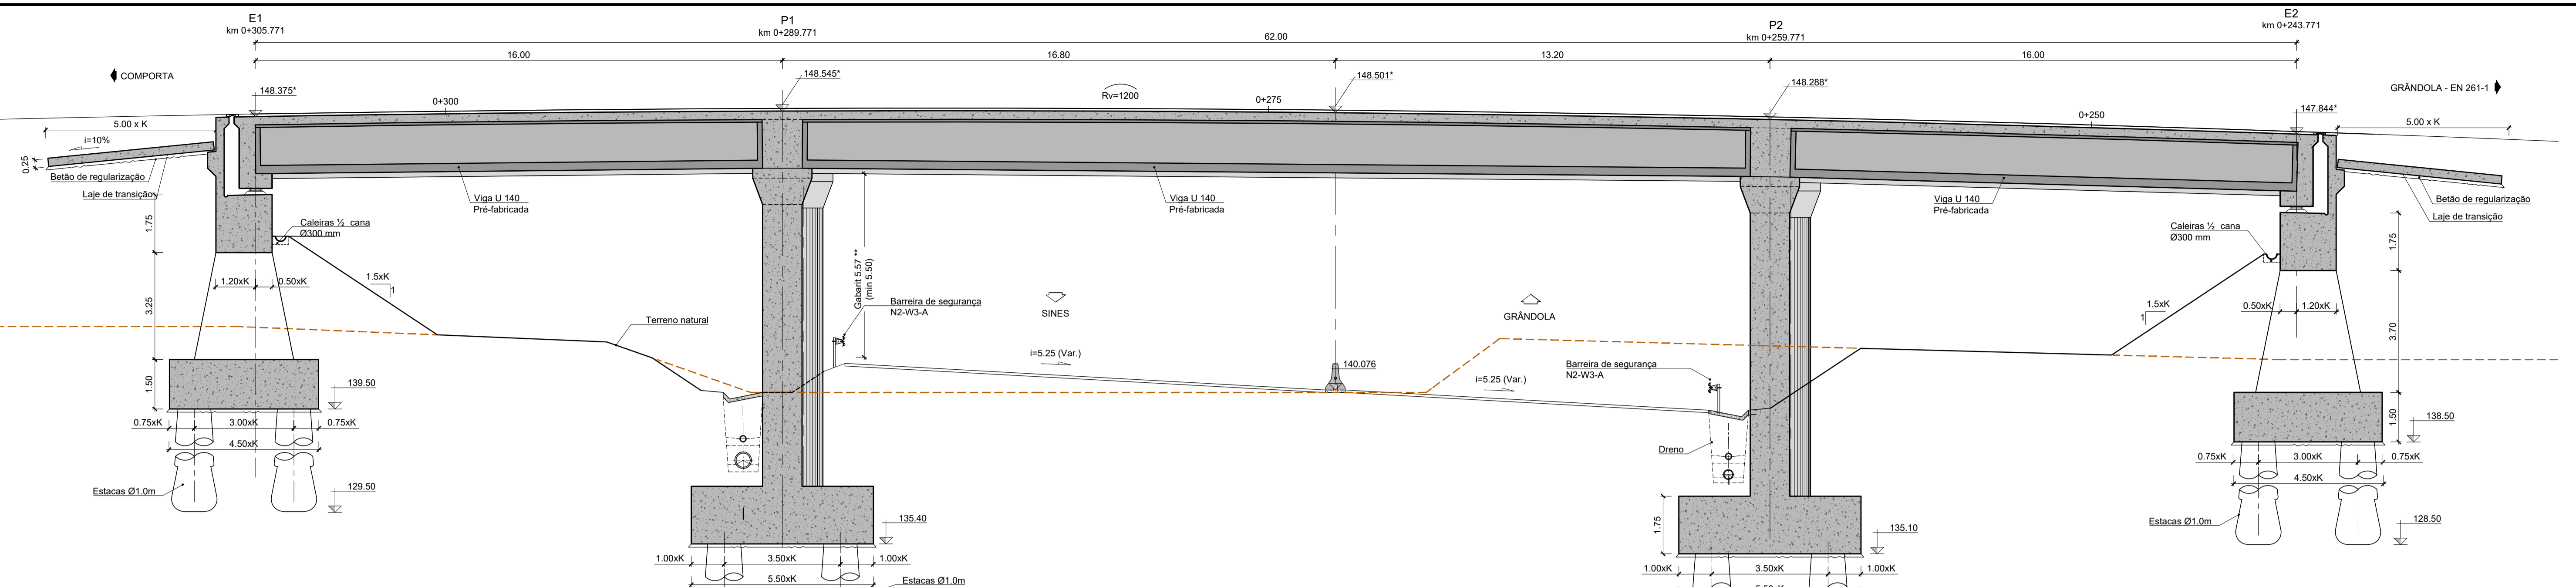 E1
km 0+305.771
P1
km 0+289.771
P2
km 0+259.771
E2
km 0+243.771
62.00
16.00
16.80
13.20
16.00
COMPORTA
GRÂNDOLA - EN 261-1
148.375*
148.545*
148.501*
148.288*
147.844*
0+300
Rv=1200
0+275
0+250
5.00 x K
i=10%
0.25
Betão de regularização
Laje de transição
5.00 x K
Betão de regularização
Laje de transição
Viga U 140
Pré-fabricada
Viga U 140
Pré-fabricada
Viga U 140
Pré-fabricada
1.75
Caleiras ½ cana
Ø300 mm
Caleiras ½ cana
Ø300 mm
1.75
1.20xK
0.50xK
1.5xK
1
3.25
Gabarit 5.57 **
(min 5.50)
Barreira de segurança
N2-W3-A
SINES
GRÂNDOLA
Terreno natural
i=5.25 (Var.)
140.076
i=5.25 (Var.)
Barreira de segurança
N2-W3-A
1.5xK
1
0.50xK
1.20xK
3.70
1.50
139.50
1.50
138.50
0.75xK
3.00xK
0.75xK
4.50xK
Dreno
0.75xK
3.00xK
0.75xK
4.50xK
Estacas Ø1.0m
129.50
Estacas Ø1.0m
128.50
135.40
1.75
135.10
1.00xK
3.50xK
1.00xK
5.50xK
Estacas Ø1.0m
1.00xK
3.50xK
1.00xK
5.50xK